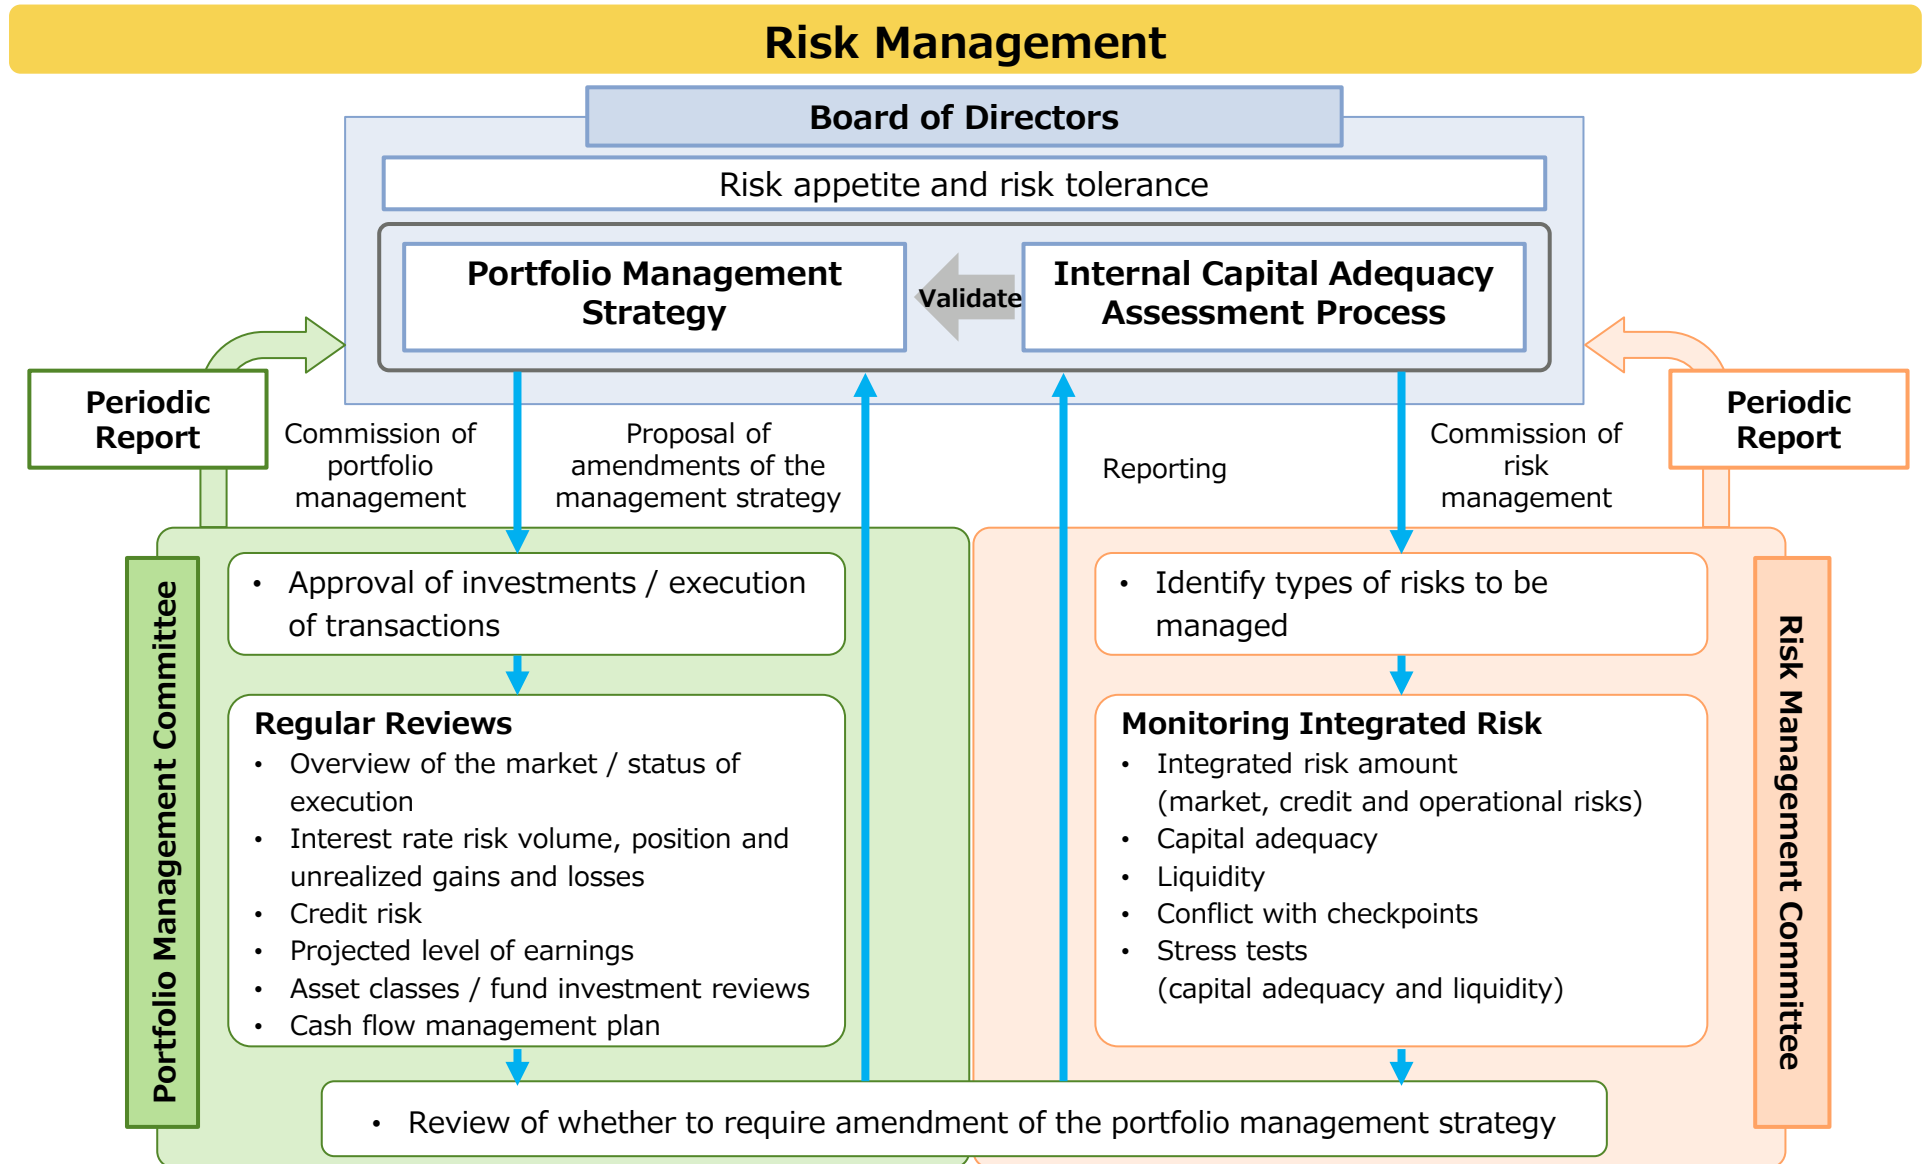 Risk Management
Board of Directors
Risk appetite and risk tolerance
Portfolio Management
Strategy
Validate
Internal Capital Adequacy
Assessment Process
Periodic
Report
Commission of
portfolio
management
Proposal of
amendments of the
management strategy
Reporting
Commission of
risk
management
Periodic
Report
Portfolio Management Committee
• Approval of investments / execution
of transactions
Regular Reviews
• Overview of the market / status of
execution
• Interest rate risk volume, position and
unrealized gains and losses
• Credit risk
• Projected level of earnings
• Asset classes / fund investment reviews
• Cash flow management plan
• Identify types of risks to be
managed
Monitoring Integrated Risk
• Integrated risk amount
(market, credit and operational risks)
• Capital adequacy
• Liquidity
• Conflict with checkpoints
• Stress tests
(capital adequacy and liquidity)
Risk Management Committee
• Review of whether to require amendment of the portfolio management strategy